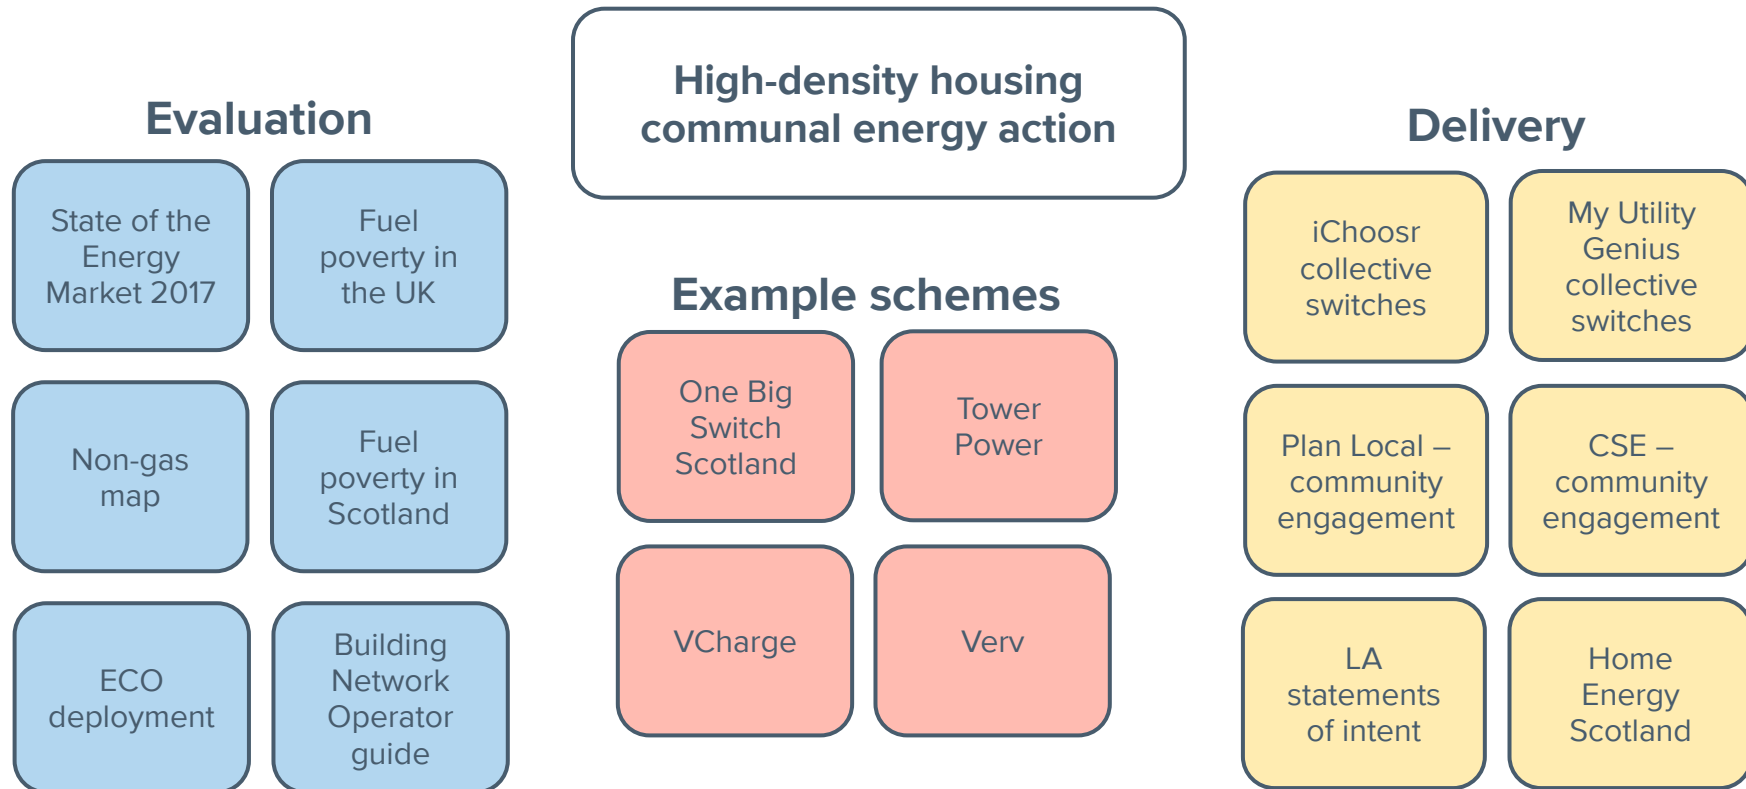 High-density housing
communal energy action
Evaluation
State of the
Energy
Market 2017
Fuel
poverty in
the UK
Non-gas
map
Fuel
poverty in
Scotland
ECO
deployment
Building
Network
Operator
guide
Example schemes
One Big
Switch
Scotland
Tower
Power
VCharge
Verv
Delivery
iChoosr
collective
switches
My Utility
Genius
collective
switches
Plan Local –
community
engagement
CSE –
community
engagement
LA
statements
of intent
Home
Energy
Scotland